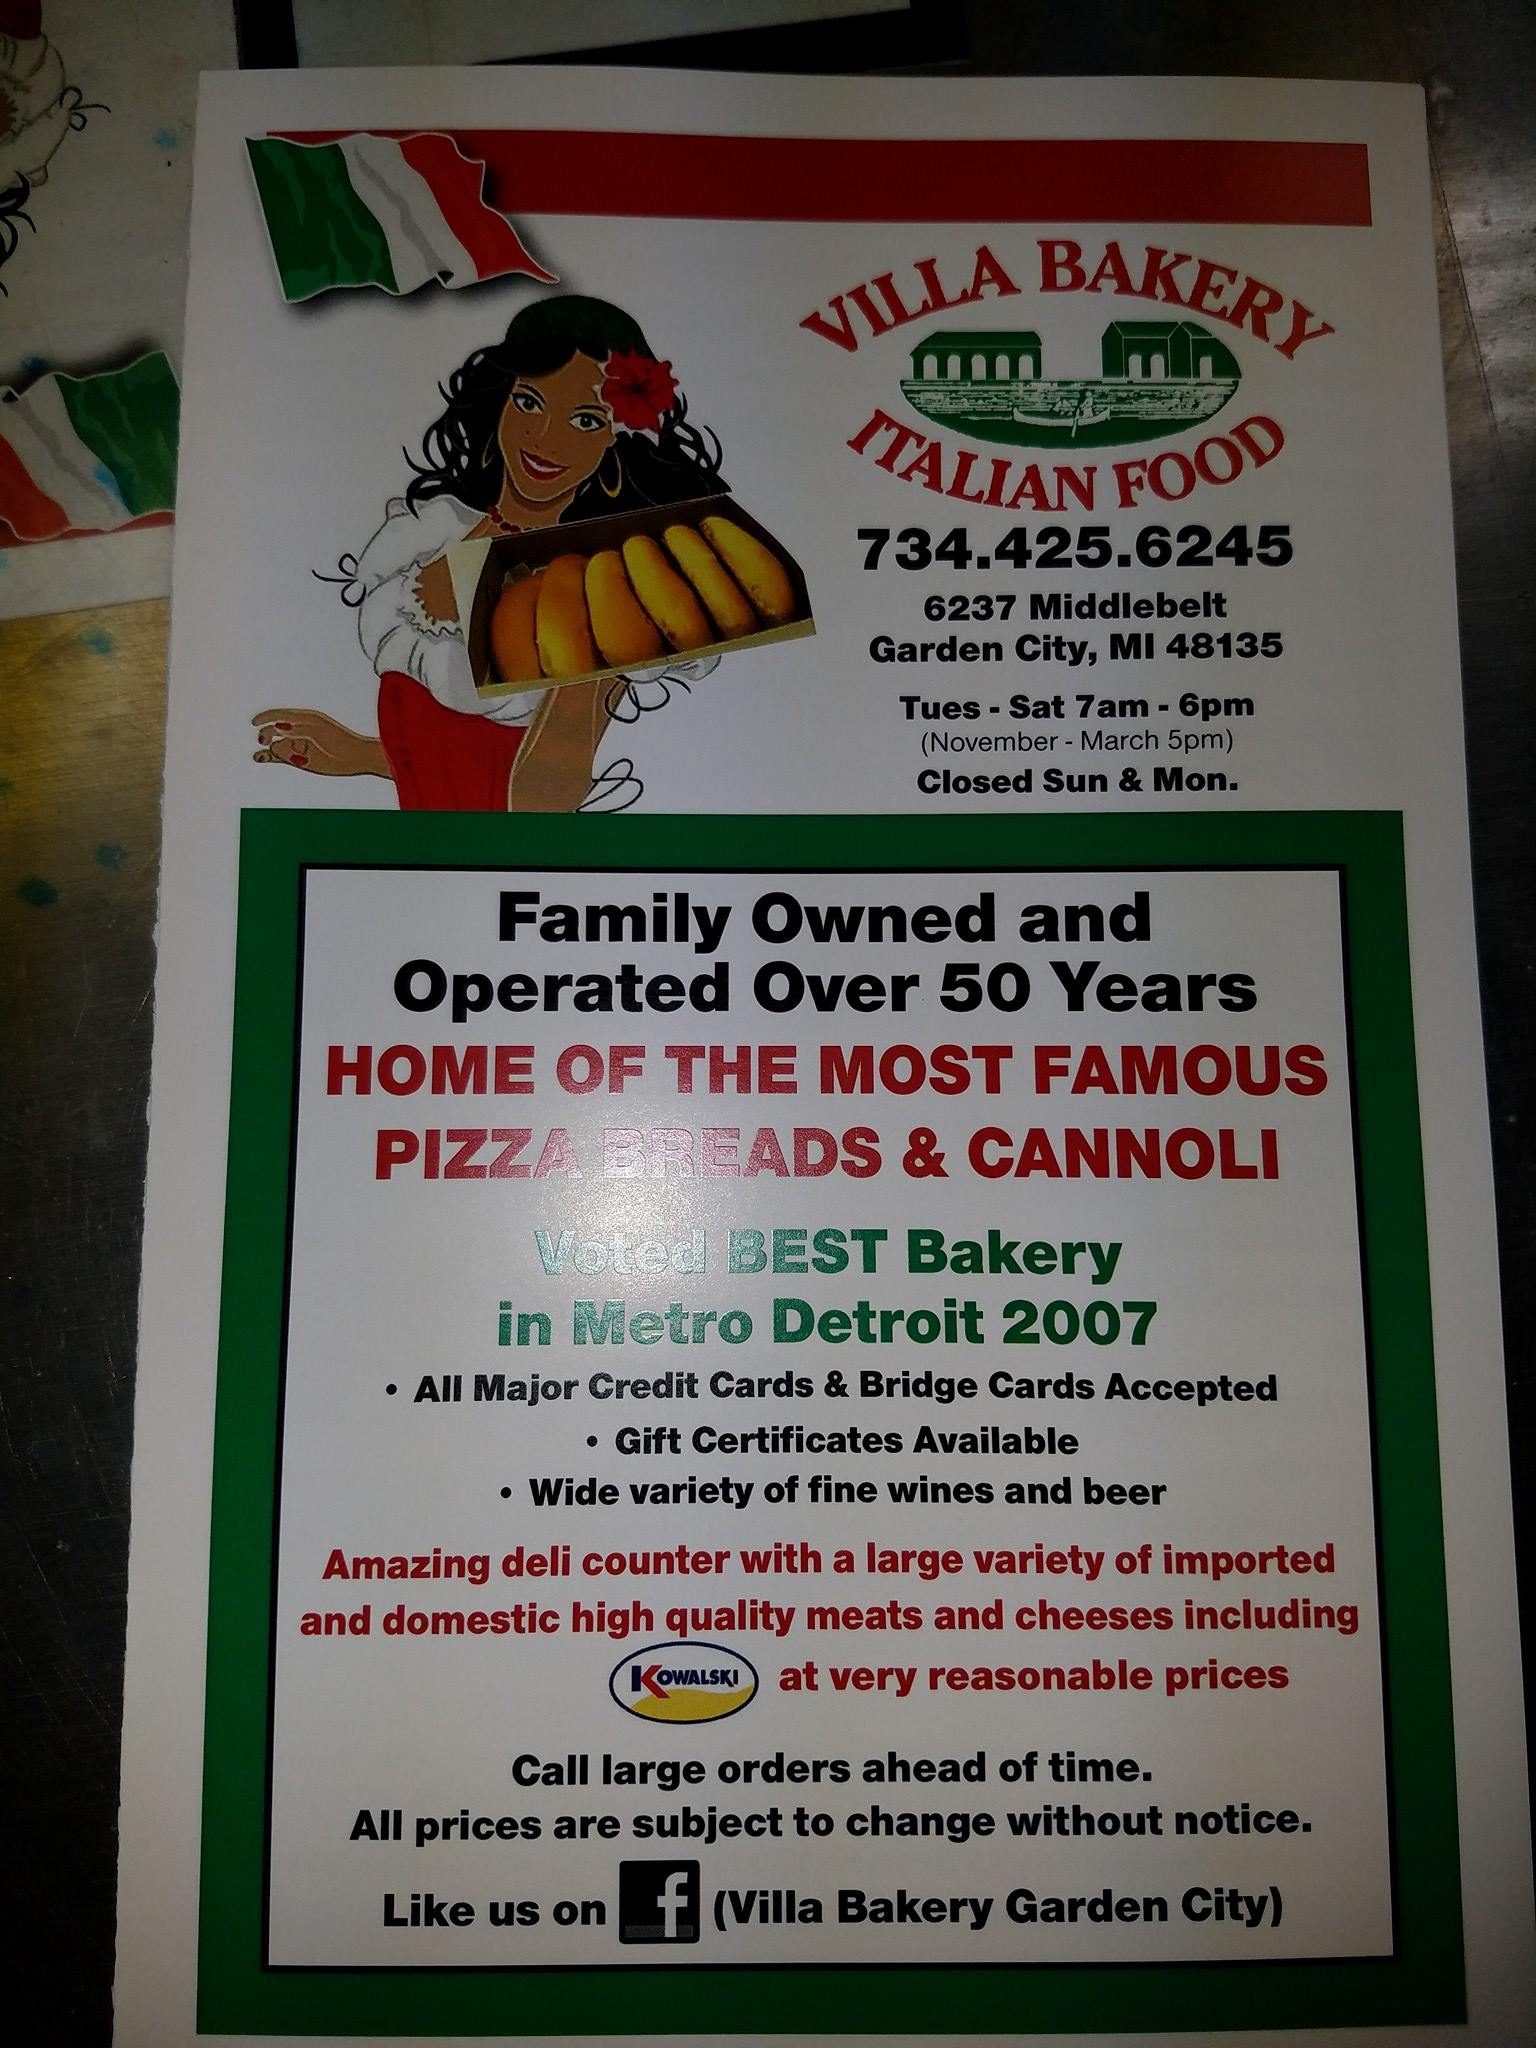 VILLA BAKERY
ITALIAN FOOD
734.425.6245
6237 Middlebelt
Garden City, MI 48135
Tues - Sat 7am - 6pm
(November - March 5pm)
Closed Sun & Mon.
Family Owned and
Operated Over 50 Years
HOME OF THE MOST FAMOUS
PIZZA BREADS & CANNOLI
Voted BEST Bakery
in Metro Detroit 2007
• All Major Credit Cards & Bridge Cards Accepted
• Gift Certificates Available
• Wide variety of fine wines and beer
Amazing deli counter with a large variety of imported
and domestic high quality meats and cheeses including
KOWALSKI at very reasonable prices
Call large orders ahead of time.
All prices are subject to change without notice.
Like us on f (Villa Bakery Garden City)